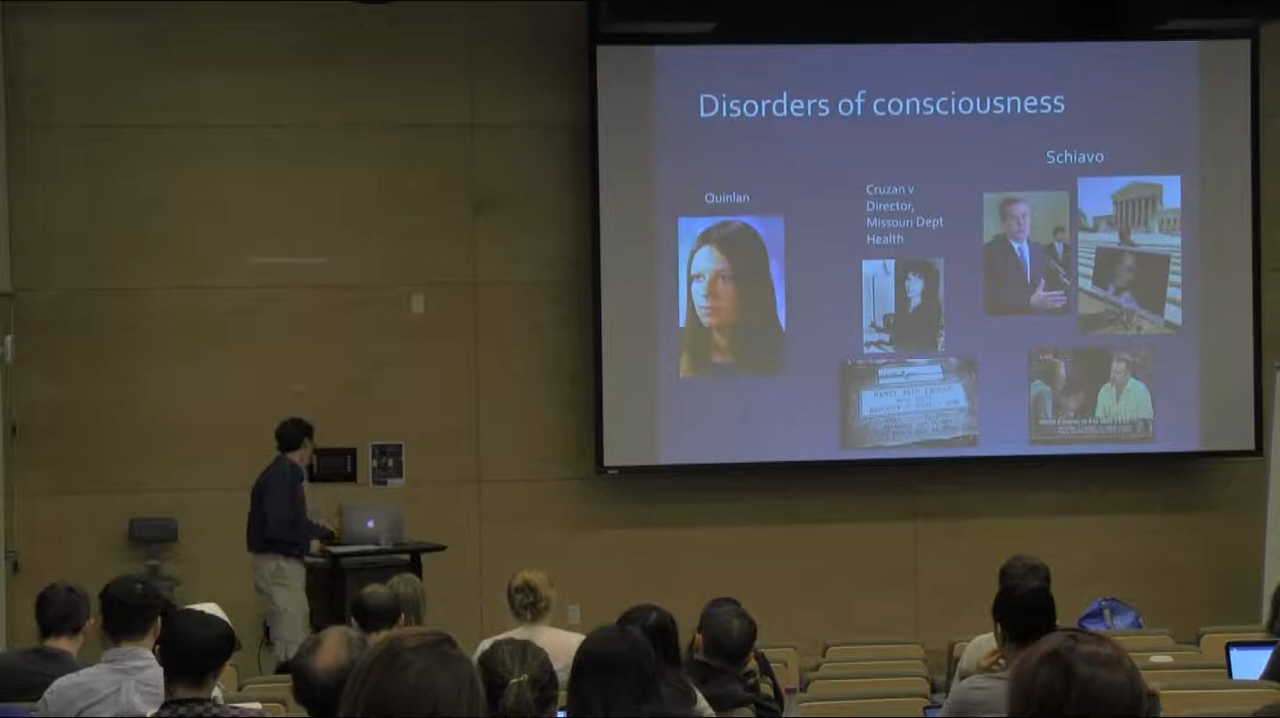 Disorders of consciousness
Schiavo
Quinlan
Cruzan v
Director,
Missouri Dept
Health